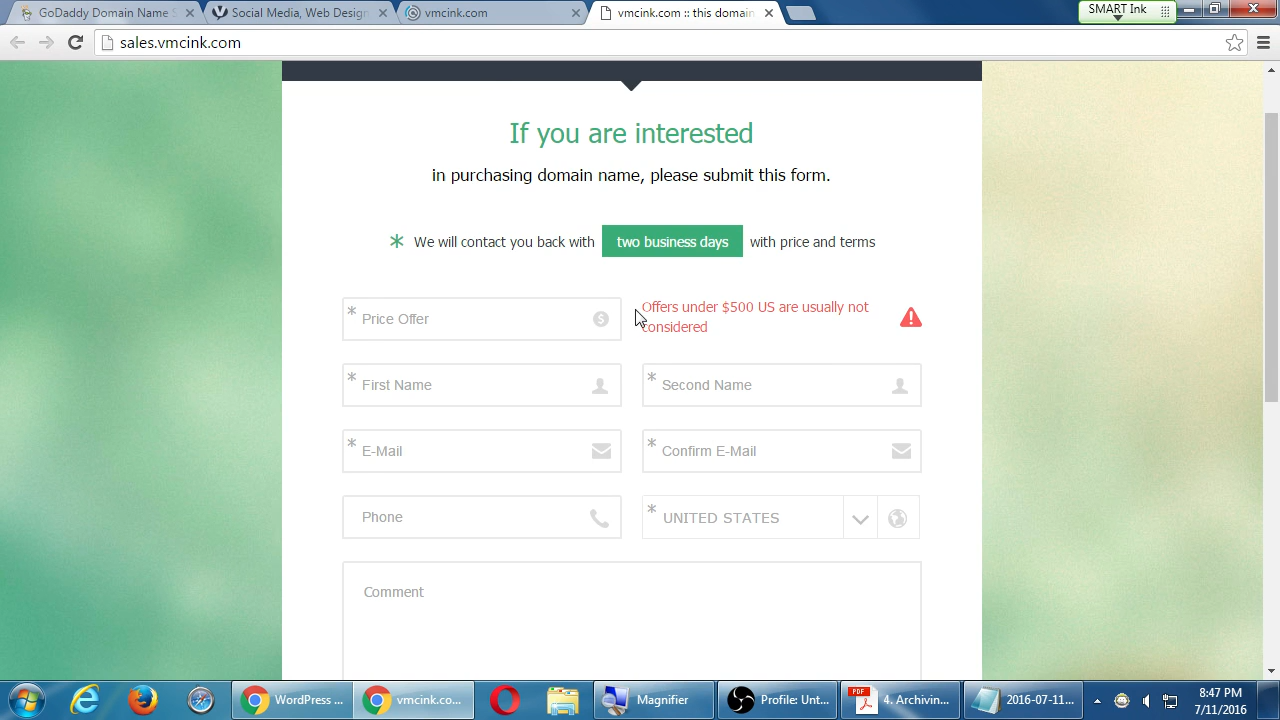 GoDaddy Domain Name S
Social Media, Web Design
vmcink.com
vmcink.com :: this domain
SMART Ink
sales.vmcink.com
If you are interested
in purchasing domain name, please submit this form.
* We will contact you back with two business days with price and terms
* Price Offer
Offers under $500 US are usually not
considered
* First Name
* Second Name
* E-Mail
* Confirm E-Mail
Phone
* UNITED STATES
Comment
WordPress ...
vmcink.co...
Magnifier
Profile: Unt...
PDF
4. Archivin...
2016-07-11...
8:47 PM
7/11/2016